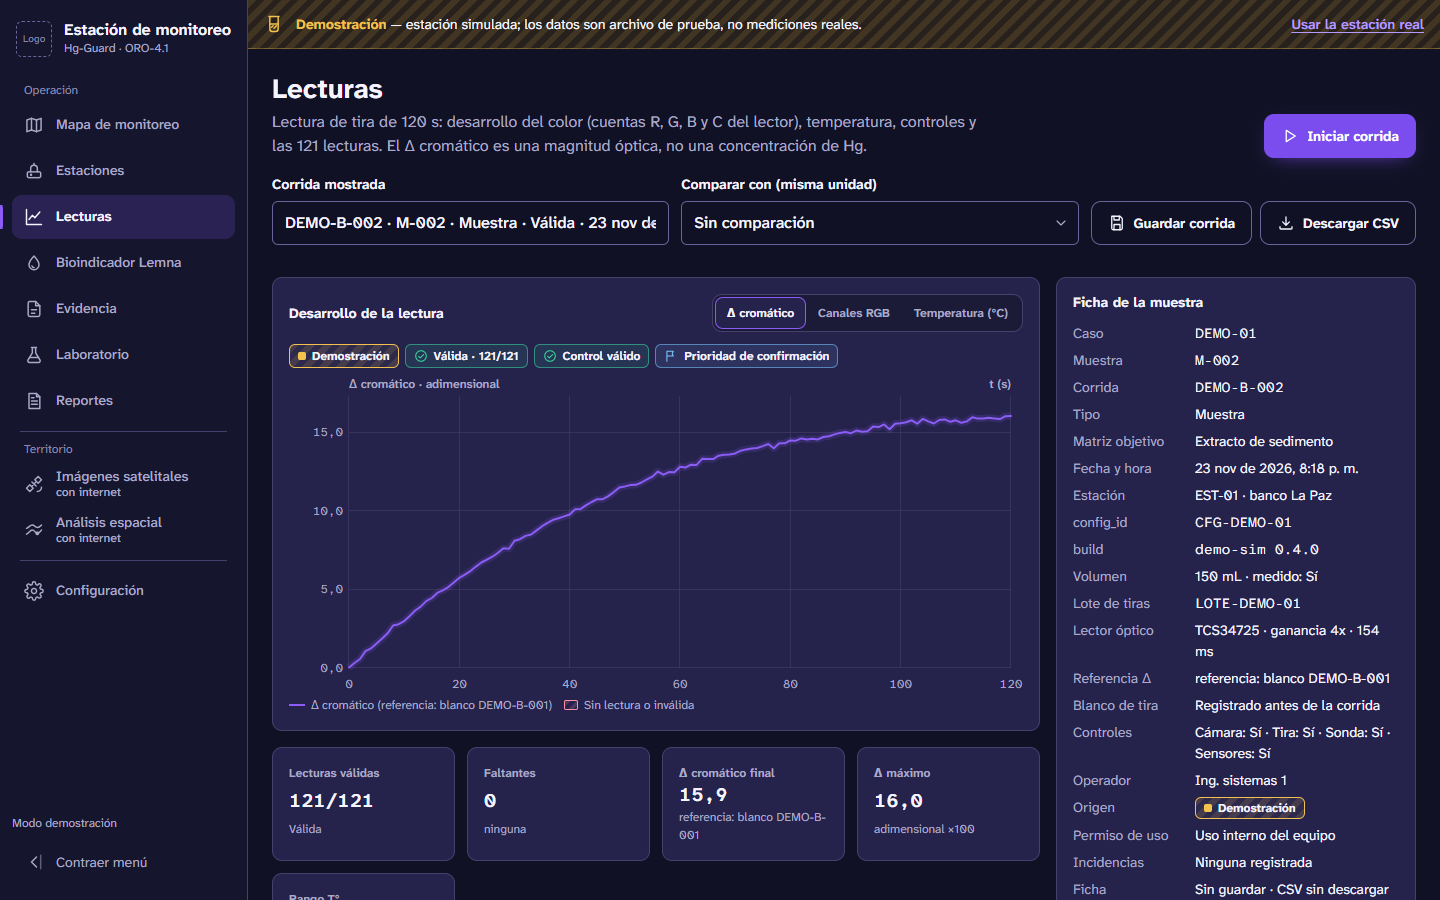 Logo
Estación de monitoreo
Hg-Guard · ORO-4.1
Operación
Mapa de monitoreo
Estaciones
Lecturas
Bioindicador Lemna
Evidencia
Laboratorio
Reportes
Territorio
Imágenes satelitales
con internet
Análisis espacial
con internet
Configuración
Modo demostración
Contraer menú
Demostración — estación simulada; los datos son archivo de prueba, no mediciones reales.
Usar la estación real
Lecturas
Lectura de tira de 120 s: desarrollo del color (cuentas R, G, B y C del lector), temperatura, controles y
las 121 lecturas. El Δ cromático es una magnitud óptica, no una concentración de Hg.
Iniciar corrida
Corrida mostrada
DEMO-B-002 · M-002 · Muestra · Válida · 23 nov de
Comparar con (misma unidad)
Sin comparación
Guardar corrida
Descargar CSV
Desarrollo de la lectura
Δ cromático
Canales RGB
Temperatura (°C)
Demostración
Válida · 121/121
Control válido
Prioridad de confirmación
Δ cromático · adimensional
t (s)
15,0
10,0
5,0
0,0
0 20 40 60 80 100 120
Δ cromático (referencia: blanco DEMO-B-001)
Sin lectura o inválida
Lecturas válidas
121/121
Válida
Faltantes
0
ninguna
Δ cromático final
15,9
referencia: blanco DEMO-B-
001
Δ máximo
16,0
adimensional ×100
Rango T°
Ficha de la muestra
Caso DEMO-01
Muestra M-002
Corrida DEMO-B-002
Tipo Muestra
Matriz objetivo Extracto de sedimento
Fecha y hora 23 nov de 2026, 8:18 p. m.
Estación EST-01 · banco La Paz
config_id CFG-DEMO-01
build demo-sim 0.4.0
Volumen 150 mL · medido: Sí
Lote de tiras LOTE-DEMO-01
Lector óptico TCS34725 · ganancia 4x · 154
ms
Referencia Δ referencia: blanco DEMO-B-001
Blanco de tira Registrado antes de la corrida
Controles Cámara: Sí · Tira: Sí · Sonda: Sí ·
Sensores: Sí
Operador Ing. sistemas 1
Origen Demostración
Permiso de uso Uso interno del equipo
Incidencias Ninguna registrada
Ficha Sin guardar · CSV sin descargar